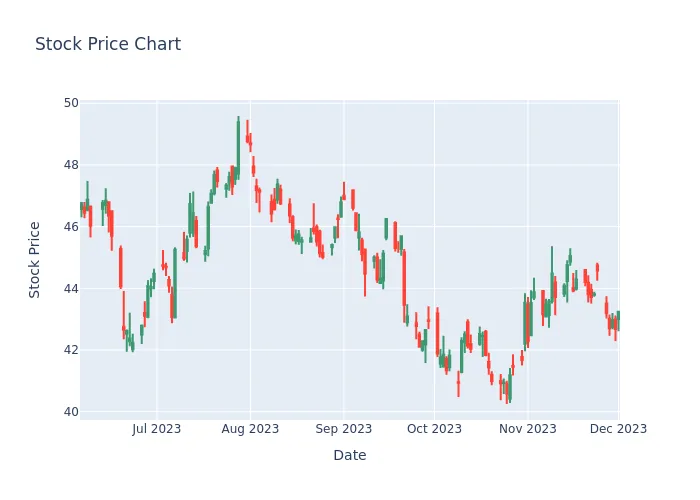 Stock Price Chart
50
48
46
44
42
40
Stock Price
Jul 2023
Aug 2023
Sep 2023
Oct 2023
Nov 2023
Dec 2023
Date